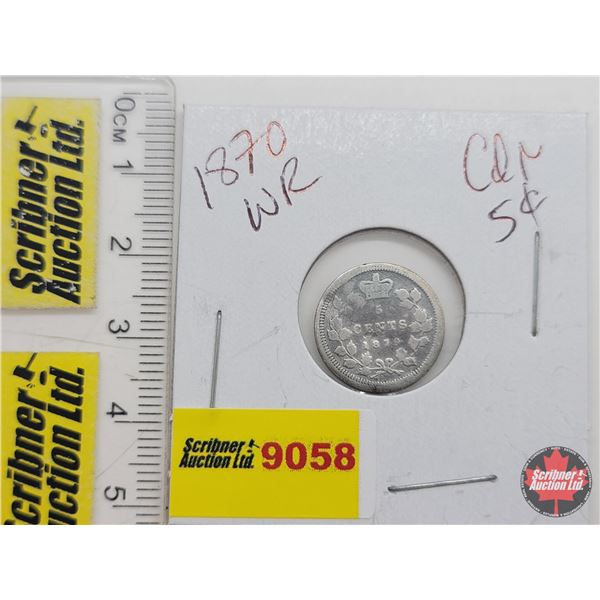 Scribner
Auction Ltd.
Scribner
Auction Ltd.
0CM
1
2
3
4
5
1870
WR
Cdn
5¢
5
CENTS
1870
Scribner
Auction Ltd.
9058
Scribner
Auction Ltd.